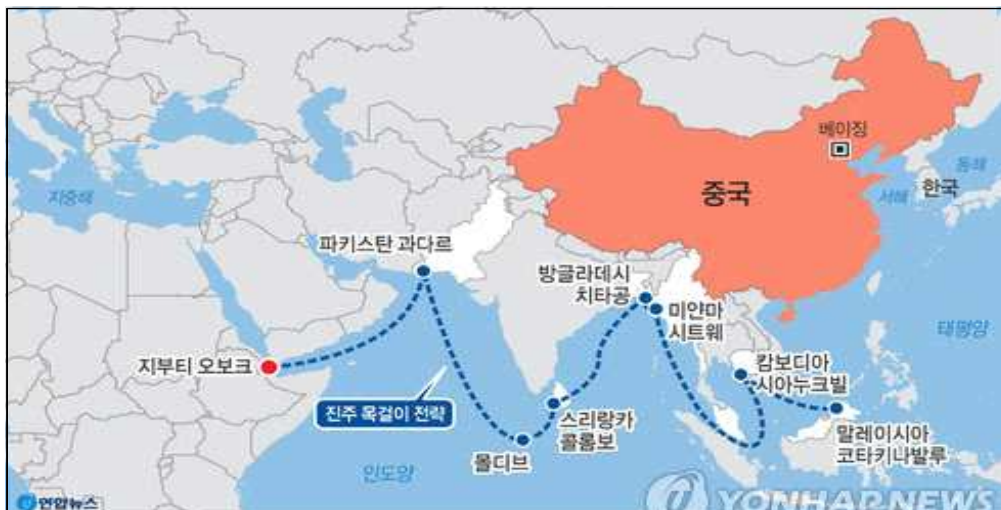 베이징
중국
동해
서해
한국
지중해
파키스탄 과다르
방글라데시
치타공
미얀마
시트웨
태평양
지부티 오보크
캄보디아
시아누크빌
진주 목걸이 전략
스리랑카
콜롬보
몰디브
말레이시아
코타키나발루
인도양
연합뉴스
YONHAP NEWS